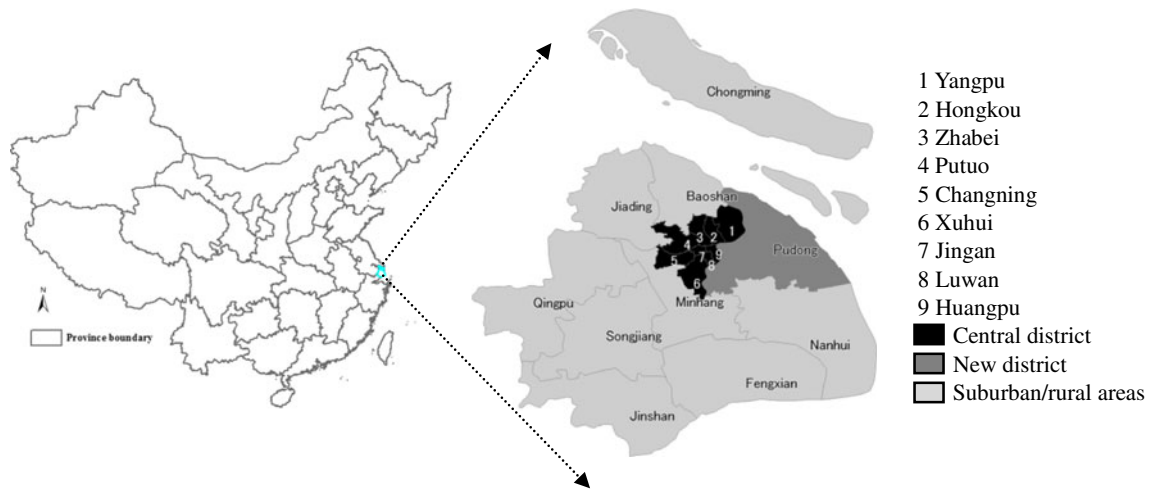 N
Province boundary
Chongming
Baoshan
Jiading
1
3
2
4
Pudong
9
7
5
8
6
Qingpu
Minhang
Songjiang
Nanhui
Fengxian
Jinshan
1 Yangpu
2 Hongkou
3 Zhabei
4 Putuo
5 Changning
6 Xuhui
7 Jingan
8 Luwan
9 Huangpu
Central district
New district
Suburban/rural areas